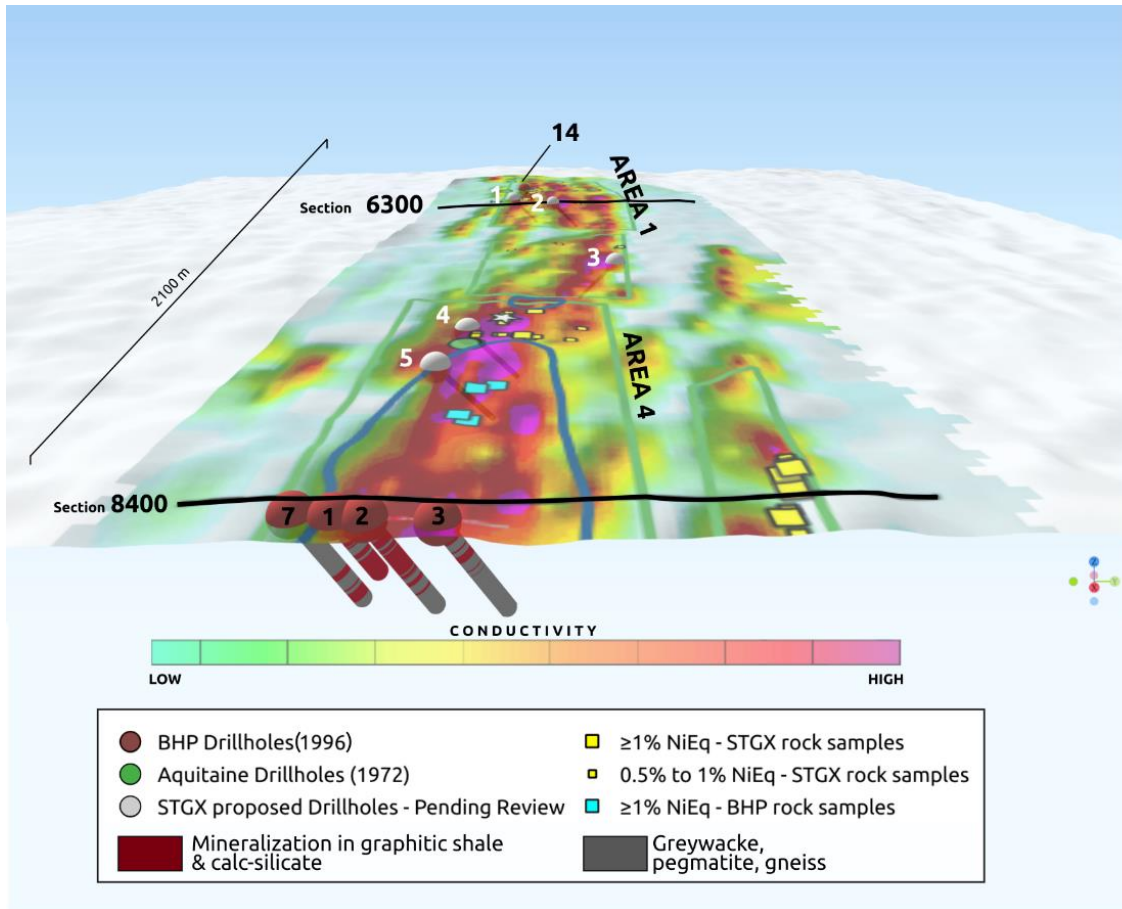 14
AREA 1
1
2
Section 6300
3
2100 m
4
5
AREA 4
Section 8400
7
1
2
3
Z
X
Y
CONDUCTIVITY
LOW
HIGH
BHP Drillholes(1996)
Aquitaine Drillholes (1972)
STGX proposed Drillholes - Pending Review
Mineralization in graphitic shale
& calc-silicate
≥1% NiEq - STGX rock samples
0.5% to 1% NiEq - STGX rock samples
≥1% NiEq - BHP rock samples
Greywacke,
pegmatite, gneiss